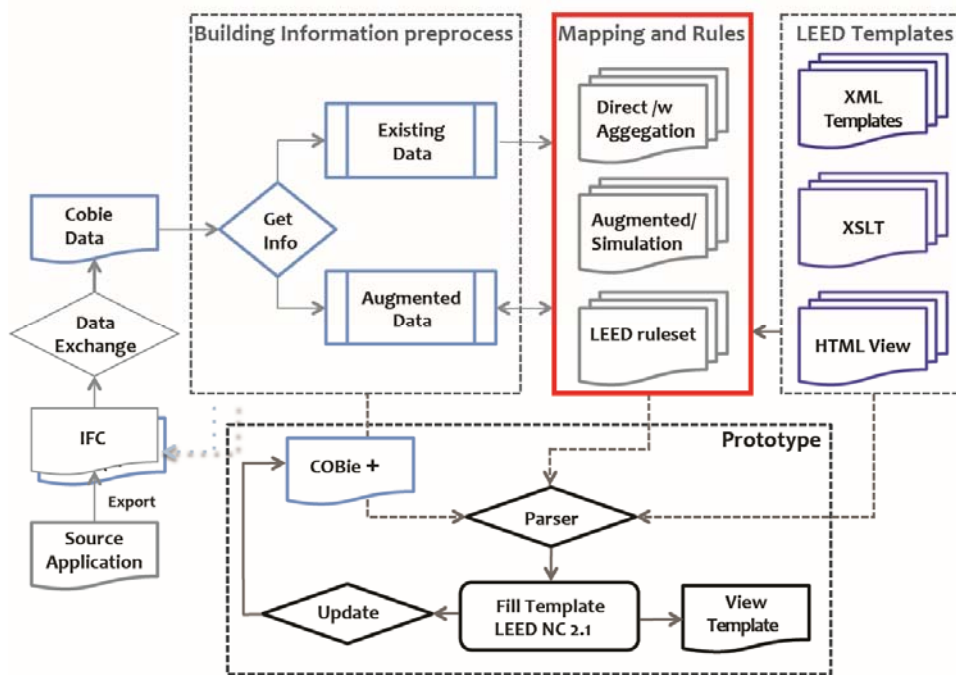 Building Information preprocess
Mapping and Rules
LEED Templates
Existing
Data
Direct /w
Aggegation
XML
Templates
Cobie
Data
Get
Info
Augmented/
Simulation
XSLT
Augmented
Data
LEED ruleset
HTML View
Data
Exchange
IFC
Export
Source
Application
Prototype
COBie +
Parser
Update
Fill Template
LEED NC 2.1
View
Template